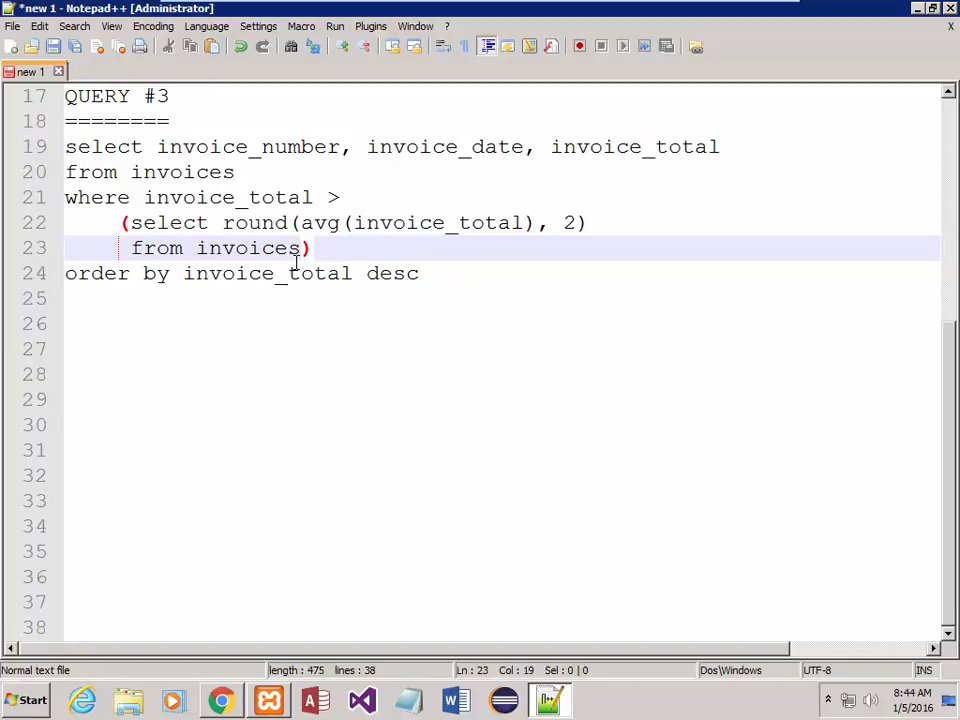 *new 1 - Notepad++ [Administrator]
File Edit Search View Encoding Language Settings Macro Run Plugins Window ? X
new 1
17 QUERY #3
18 ========
19 select invoice_number, invoice_date, invoice_total
20 from invoices
21 where invoice_total >
22 (select round(avg(invoice_total), 2)
23 from invoices)
24 order by invoice_total desc
25
26
27
28
29
30
31
32
33
34
35
36
37
38
Normal text file length : 475 lines : 38 Ln : 23 Col : 19 Sel : 0 | 0 Dos\Windows UTF-8 INS
Start 8:44 AM
1/5/2016